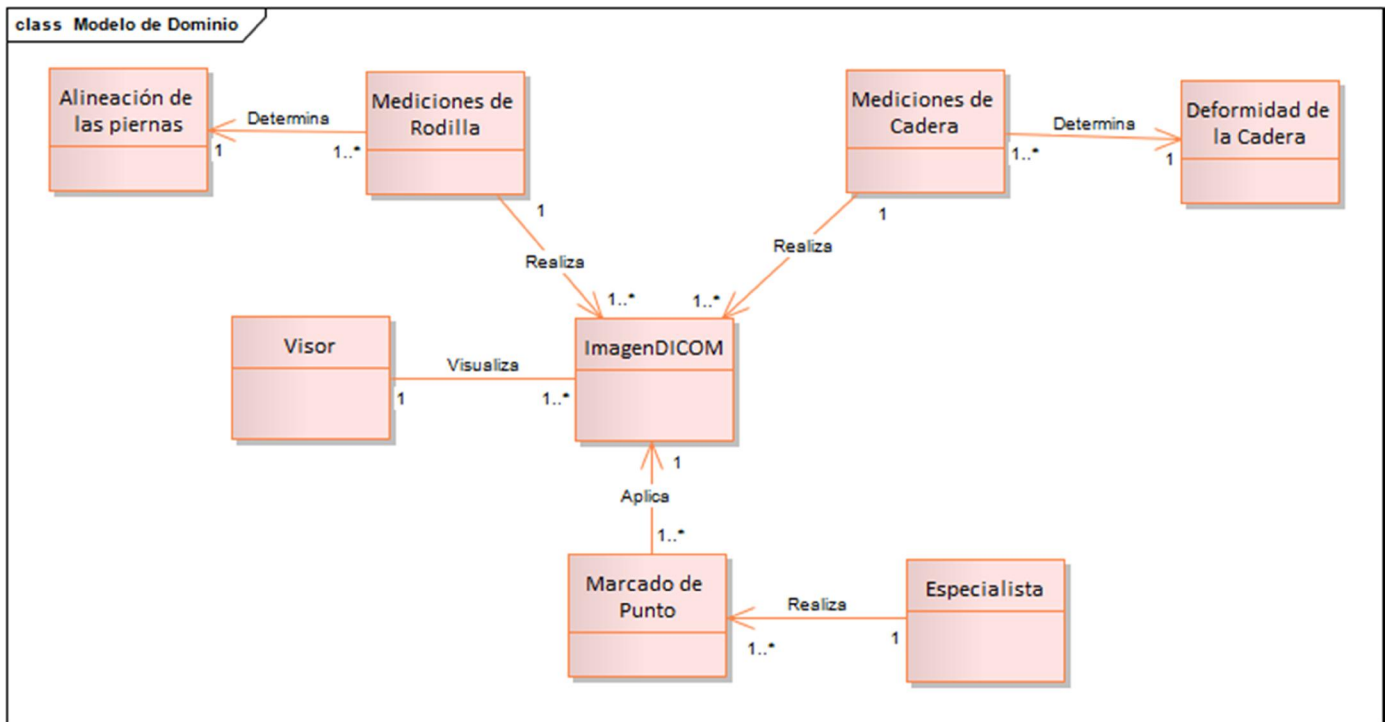 class Modelo de Dominio
Alineación de
las piernas
Determina
1
1..*
Mediciones de
Rodilla
Mediciones de
Cadera
Determina
1..*
1
Deformidad de
la Cadera
1
Realiza
1..*
1
Realiza
1..*
Visor
Visualiza
1
1..*
ImagenDICOM
1
Aplica
1..*
Marcado de
Punto
Realiza
1..*
1
Especialista